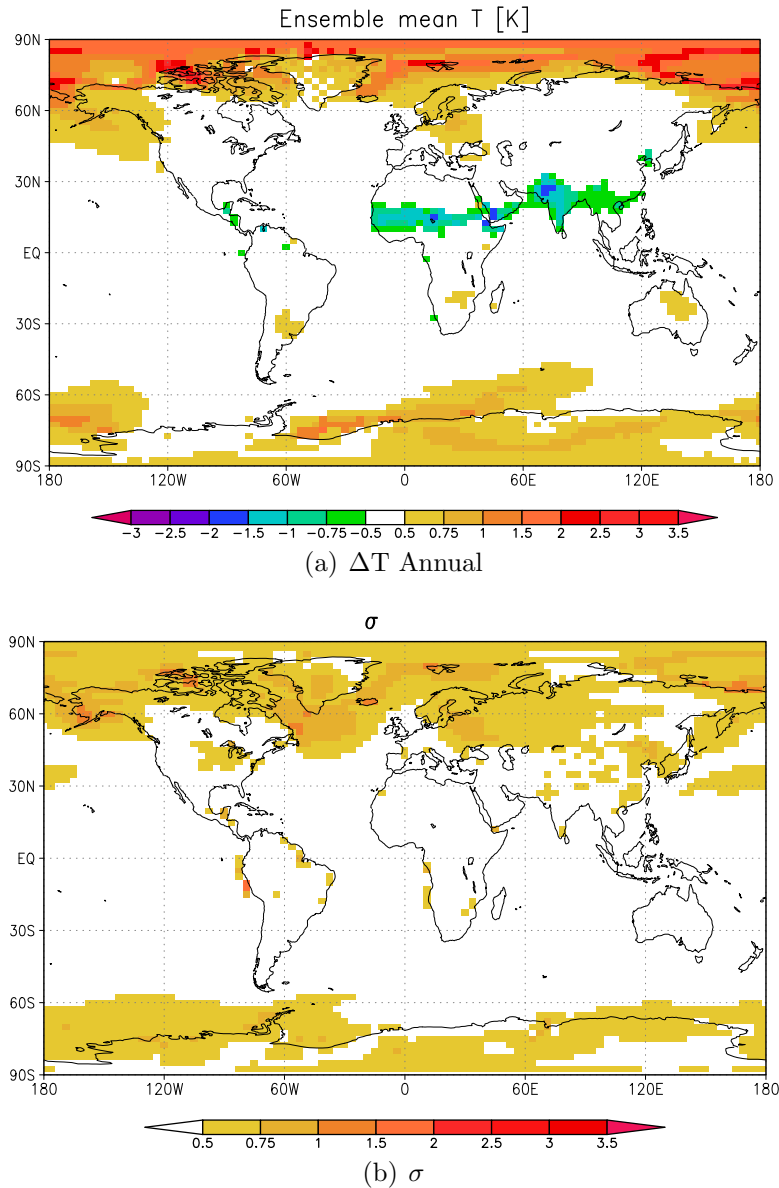 Ensemble mean T [K]
90N
60N
30N
EQ
30S
60S
90S
180 120W 60W 0 60E 120E 180
-3 -2.5 -2 -1.5 -1 -0.75 -0.5 0.5 0.75 1 1.5 2 2.5 3 3.5
(a) ΔT Annual
σ
90N
60N
30N
EQ
30S
60S
90S
180 120W 60W 0 60E 120E 180
0.5 0.75 1 1.5 2 2.5 3 3.5
(b) σ